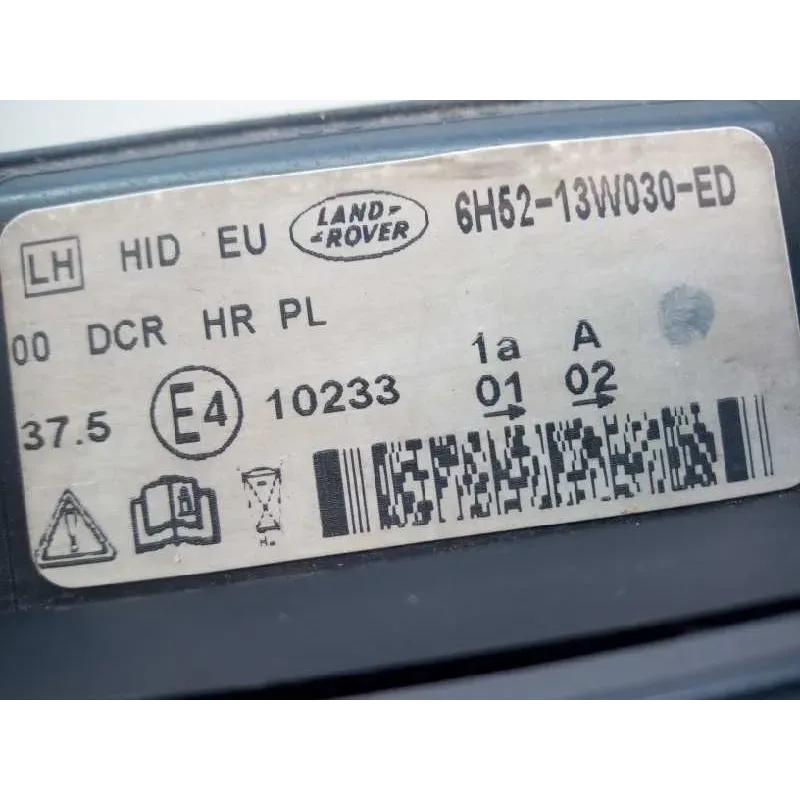 LH HID EU LAND-ROVER 6H52-13W030-ED
00 DCR HR PL
1a A
37.5 E4 10233 01 02